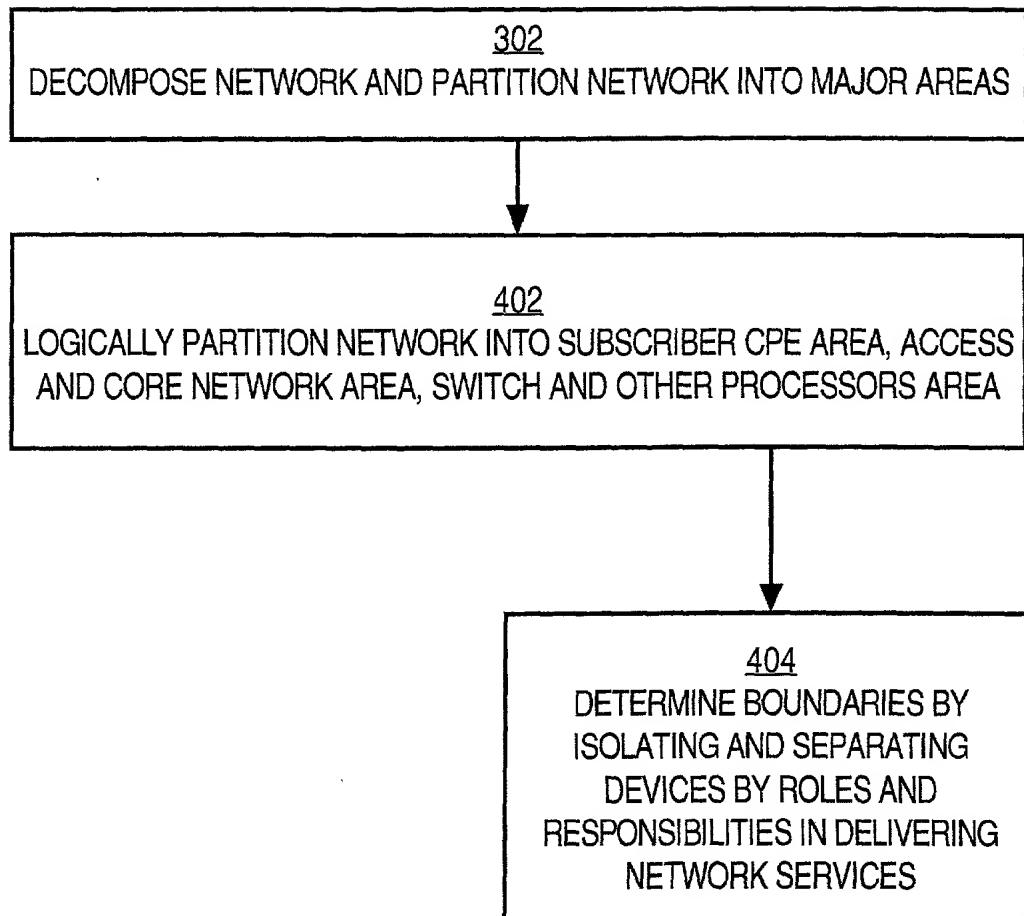 302
DECOMPOSE NETWORK AND PARTITION NETWORK INTO MAJOR AREAS
402
LOGICALLY PARTITION NETWORK INTO SUBSCRIBER CPE AREA, ACCESS
AND CORE NETWORK AREA, SWITCH AND OTHER PROCESSORS AREA
404
DETERMINE BOUNDARIES BY
ISOLATING AND SEPARATING
DEVICES BY ROLES AND
RESPONSIBILITIES IN DELIVERING
NETWORK SERVICES